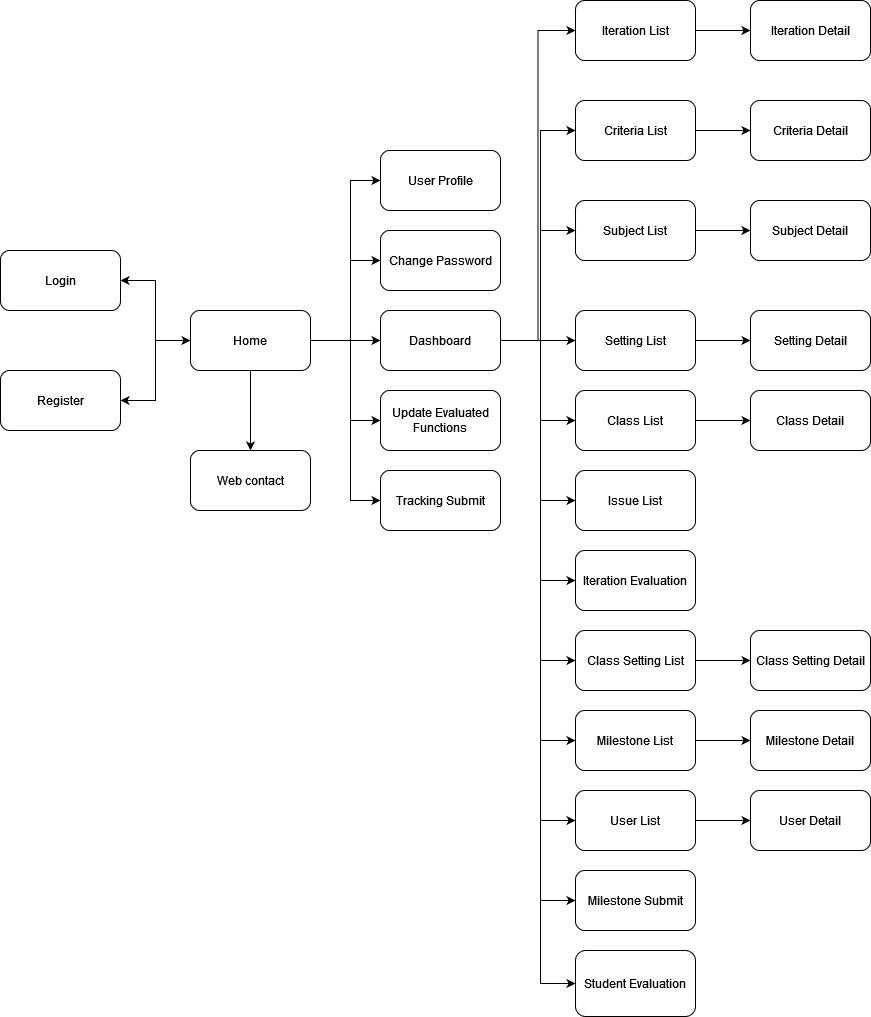 Iteration List
Iteration Detail
Criteria List
Criteria Detail
User Profile
Subject List
Subject Detail
Change Password
Login
Home
Dashboard
Setting List
Setting Detail
Register
Update Evaluated
Functions
Class List
Class Detail
Web contact
Tracking Submit
Issue List
Iteration Evaluation
Class Setting List
Class Setting Detail
Milestone List
Milestone Detail
User List
User Detail
Milestone Submit
Student Evaluation